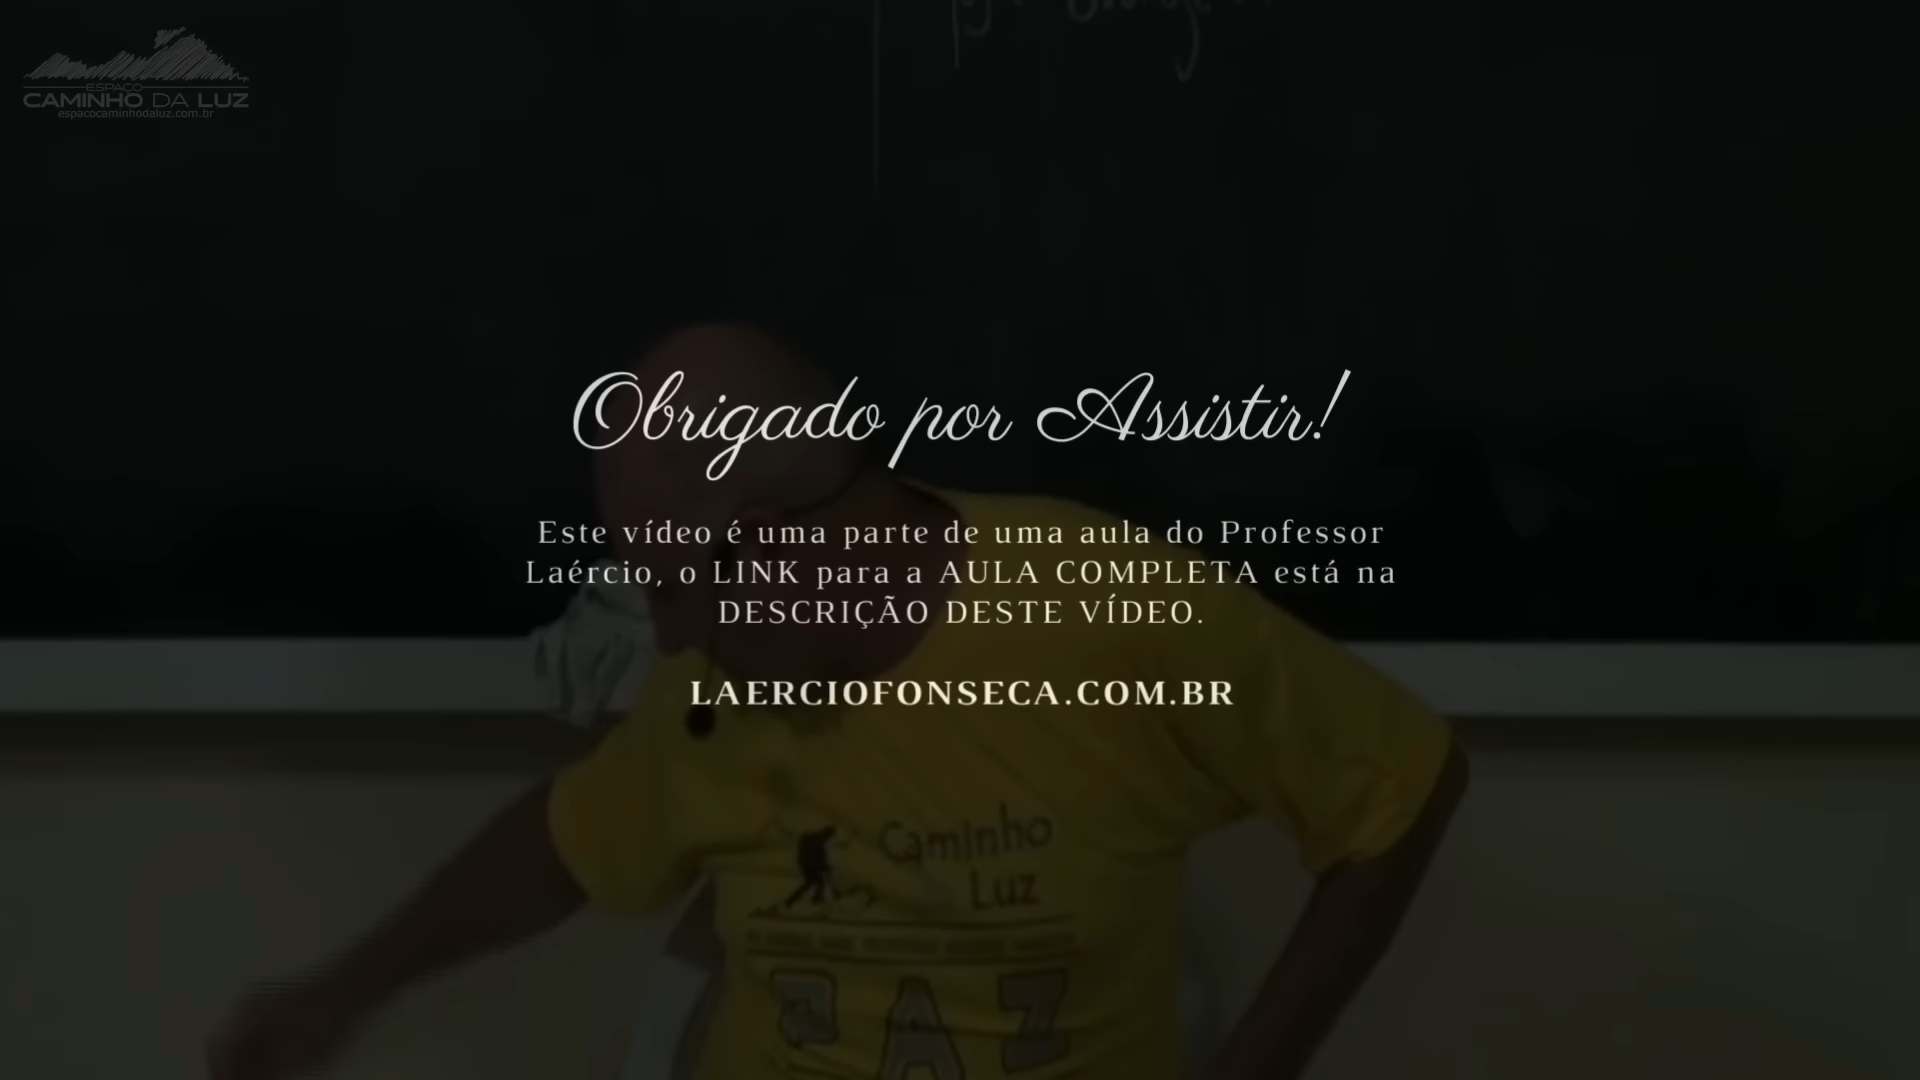 ESPAÇO
CAMINHO DA LUZ
espacocaminhodaluz.com.br
Obrigado por Assistir!
Este vídeo é uma parte de uma aula do Professor
Laércio, o LINK para a AULA COMPLETA está na
DESCRIÇÃO DESTE VÍDEO.
LAERCIOFONSECA.COM.BR
Caminho
Luz
PAZ